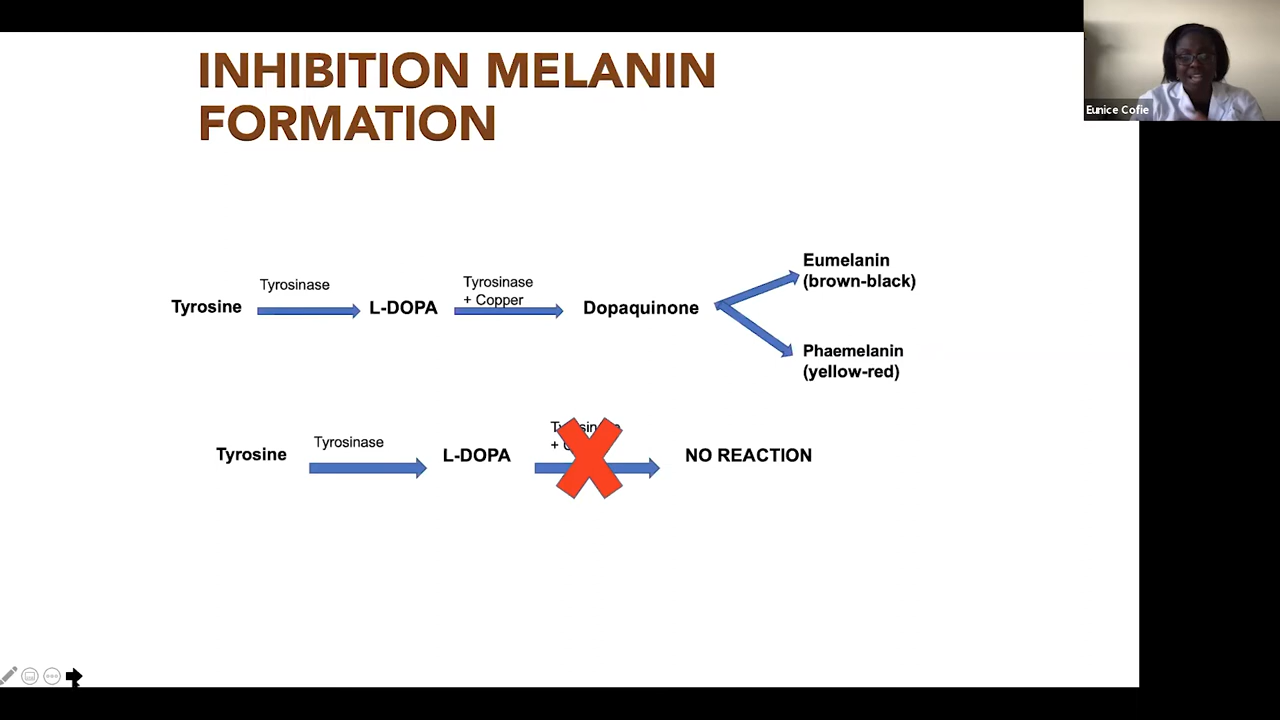 INHIBITION MELANIN
FORMATION
Eunice Cofie
Tyrosine
Tyrosinase
L-DOPA
Tyrosinase
+ Copper
Dopaquinone
Eumelanin
(brown-black)
Phaemelanin
(yellow-red)
Tyrosine
Tyrosinase
L-DOPA
+
NO REACTION